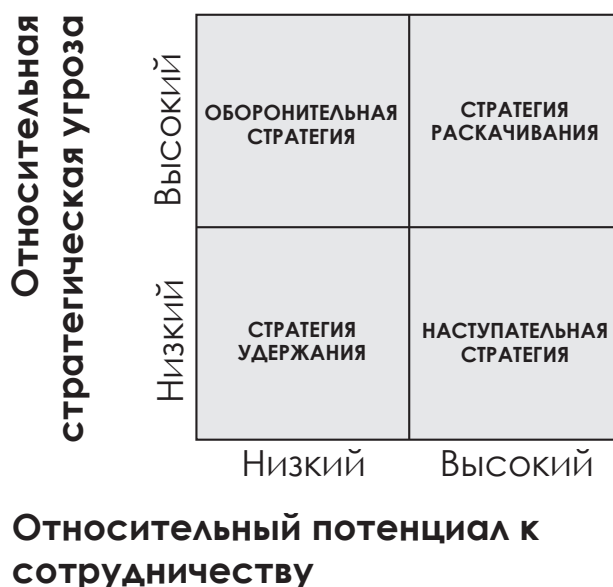 Относительная
стратегическая угроза
Высокий
ОБОРОНИТЕЛЬНАЯ
СТРАТЕГИЯ
СТРАТЕГИЯ
РАСКАЧИВАНИЯ
Низкий
СТРАТЕГИЯ
УДЕРЖАНИЯ
НАСТУПАТЕЛЬНАЯ
СТРАТЕГИЯ
Низкий
Высокий
Относительный потенциал к
сотрудничеству